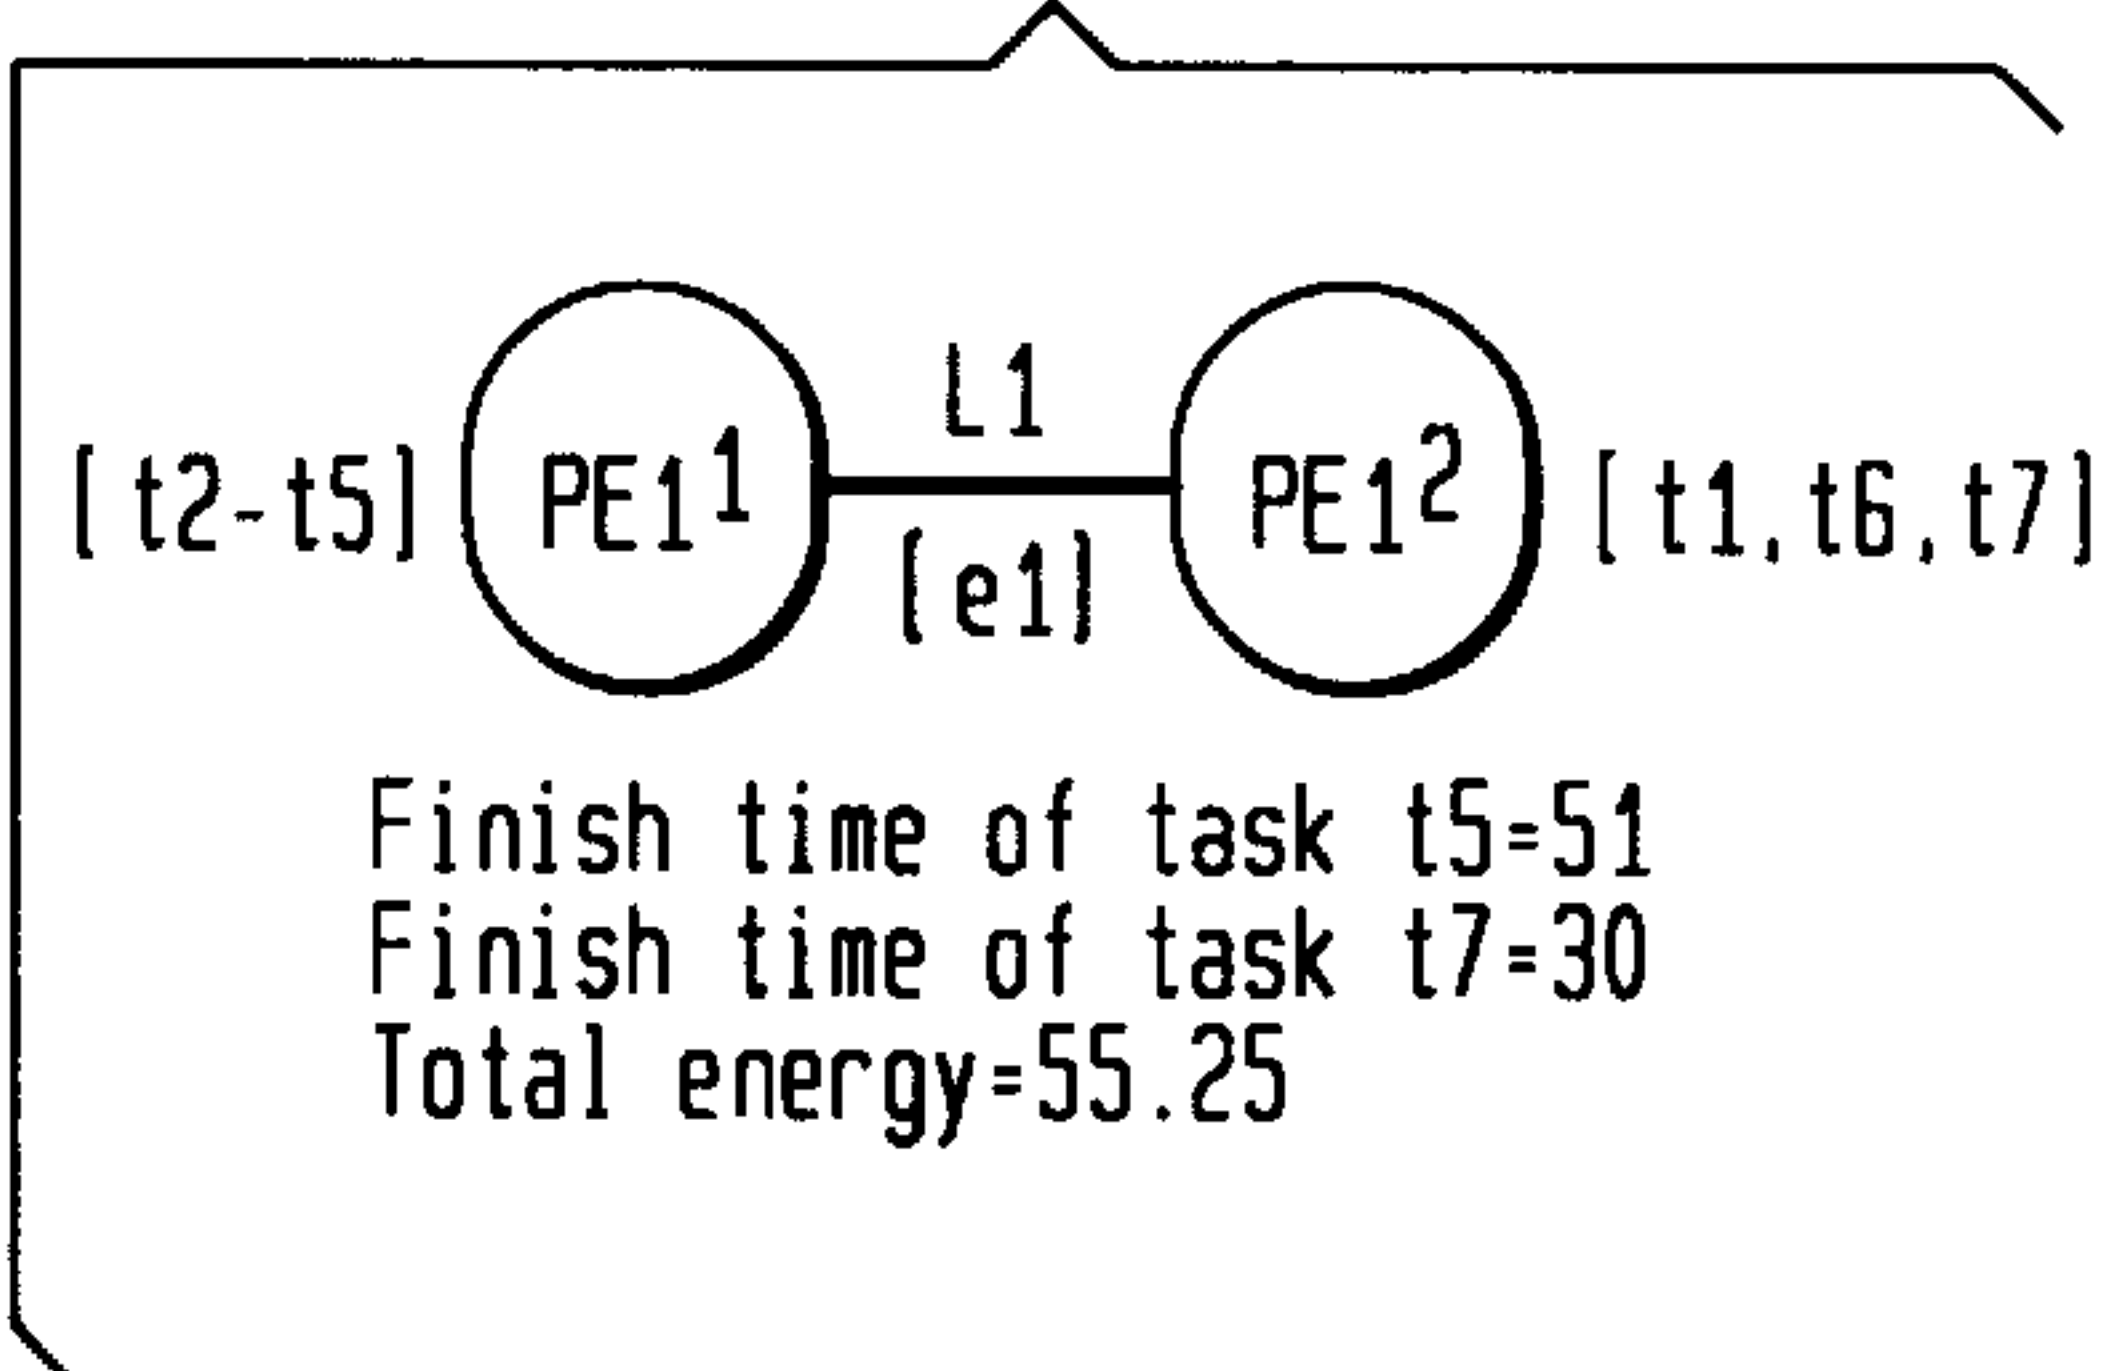 L1
(t2-t5) PE1¹ PE1² (t1,t6,t7)
(e1)
Finish time of task t5=51
Finish time of task t7=30
Total energy=55.25